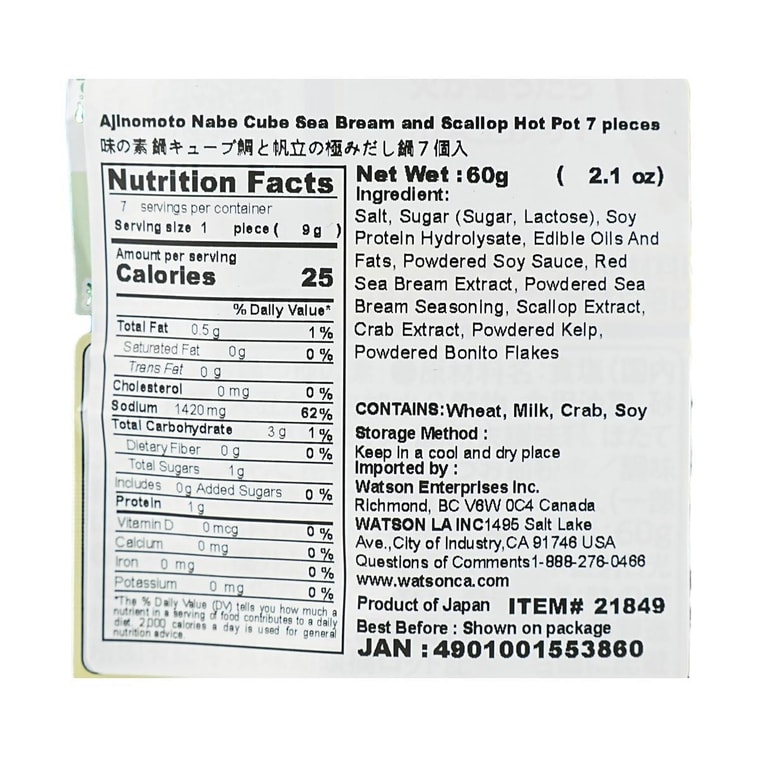 Ajinomoto Nabe Cube Sea Bream and Scallop Hot Pot 7 pieces
味の素 鍋キューブ鯛と帆立の極みだし鍋7個入
Nutrition Facts
7 servings per container
Serving size 1 piece ( 9g )
Amount per serving
Calories 25
% Daily Value*
Total Fat 0.5g 1%
Saturated Fat 0g 0%
Trans Fat 0g
Cholesterol 0mg 0%
Sodium 1420mg 62%
Total Carbohydrate 3g 1%
Dietary Fiber 0g 0%
Total Sugars 1g
Includes 0g Added Sugars 0%
Protein 1g
Vitamin D 0mcg 0%
Calcium 0mg 0%
Iron 0mg 0%
Potassium 0mg 0%
*The % Daily Value (DV) tells you how much a
nutrient in a serving of food contributes to a daily
diet. 2,000 calories a day is used for general
nutrition advice.
Net Wet : 60g ( 2.1 oz)
Ingredient:
Salt, Sugar (Sugar, Lactose), Soy
Protein Hydrolysate, Edible Oils And
Fats, Powdered Soy Sauce, Red
Sea Bream Extract, Powdered Sea
Bream Seasoning, Scallop Extract,
Crab Extract, Powdered Kelp,
Powdered Bonito Flakes
CONTAINS:Wheat, Milk, Crab, Soy
Storage Method :
Keep in a cool and dry place
Imported by :
Watson Enterprises Inc.
Richmond, BC V6W 0C4 Canada
WATSON LA INC1495 Salt Lake
Ave.,City of Industry,CA 91746 USA
Questions of Comments1-888-276-0466
www.watsonca.com
Product of Japan ITEM# 21849
Best Before : Shown on package
JAN : 4901001553860